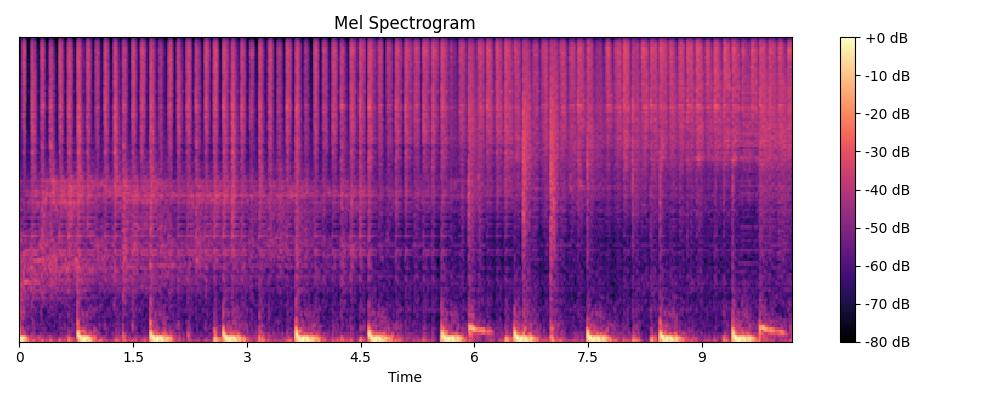 Mel Spectrogram
+0 dB
-10 dB
-20 dB
-30 dB
-40 dB
-50 dB
-60 dB
-70 dB
-80 dB
0 1.5 3 4.5 6 7.5 9
Time